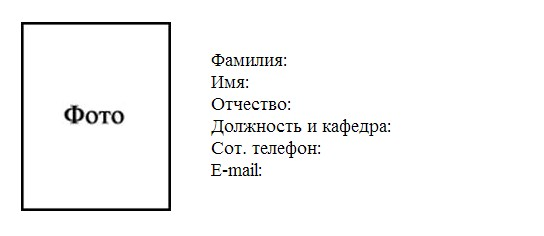 Фото
Фамилия:
Имя:
Отчество:
Должность и кафедра:
Сот. телефон:
E-mail: